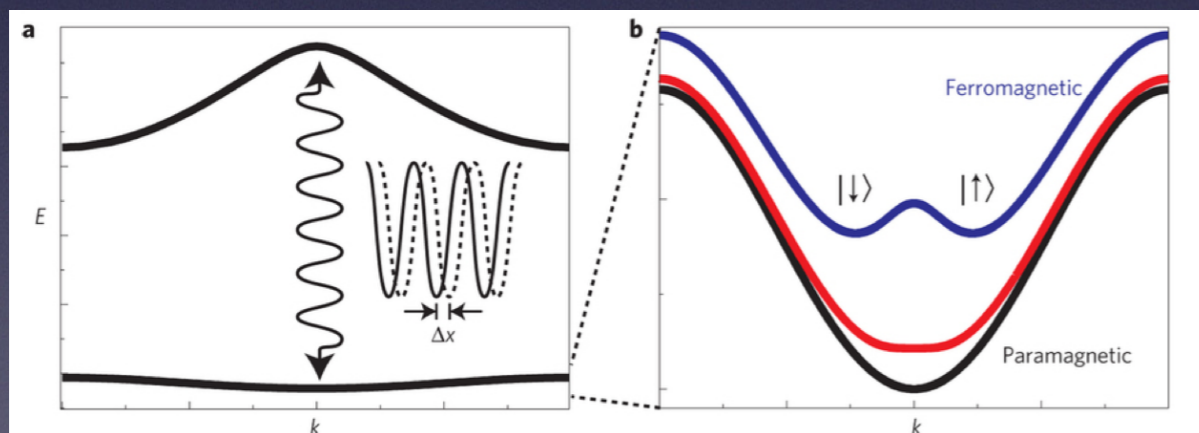 a
E
Δx
k
b
Ferromagnetic
|↓⟩ |↑⟩
Paramagnetic
k